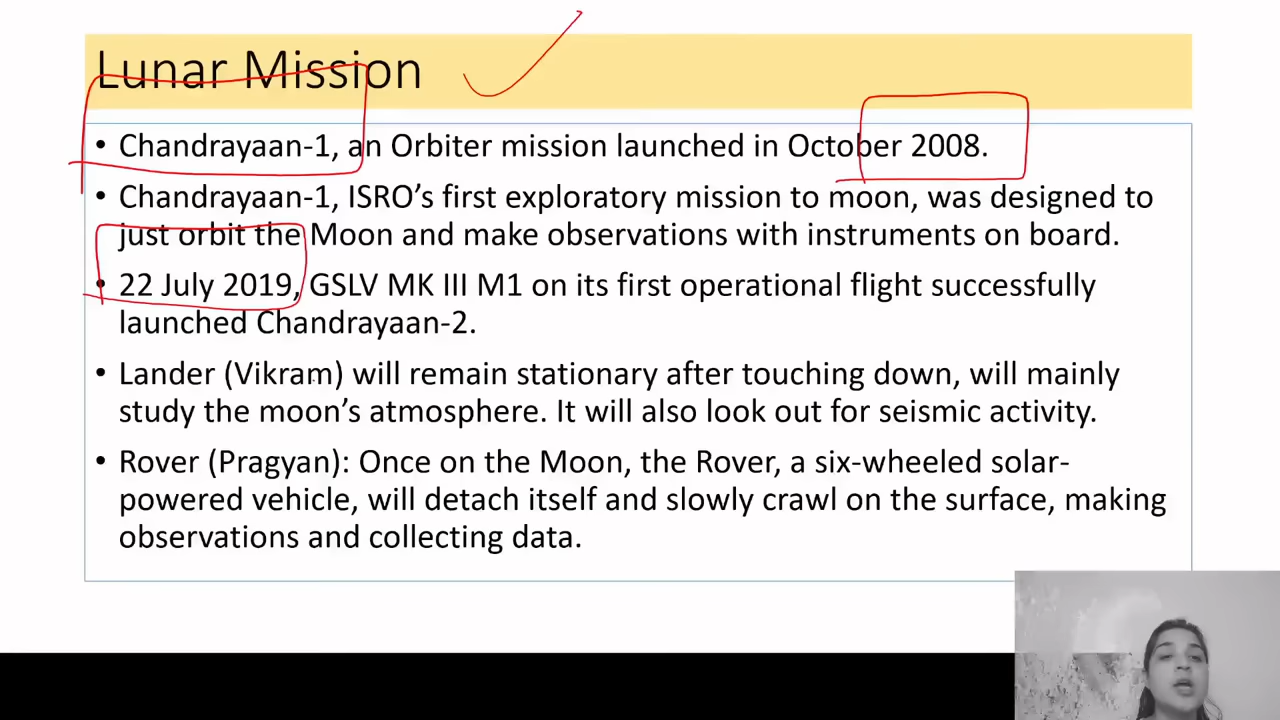 Lunar Mission
• Chandrayaan-1, an Orbiter mission launched in October 2008.
• Chandrayaan-1, ISRO’s first exploratory mission to moon, was designed to
just orbit the Moon and make observations with instruments on board.
• 22 July 2019, GSLV MK III M1 on its first operational flight successfully
launched Chandrayaan-2.
• Lander (Vikram) will remain stationary after touching down, will mainly
study the moon’s atmosphere. It will also look out for seismic activity.
• Rover (Pragyan): Once on the Moon, the Rover, a six-wheeled solar-
powered vehicle, will detach itself and slowly crawl on the surface, making
observations and collecting data.